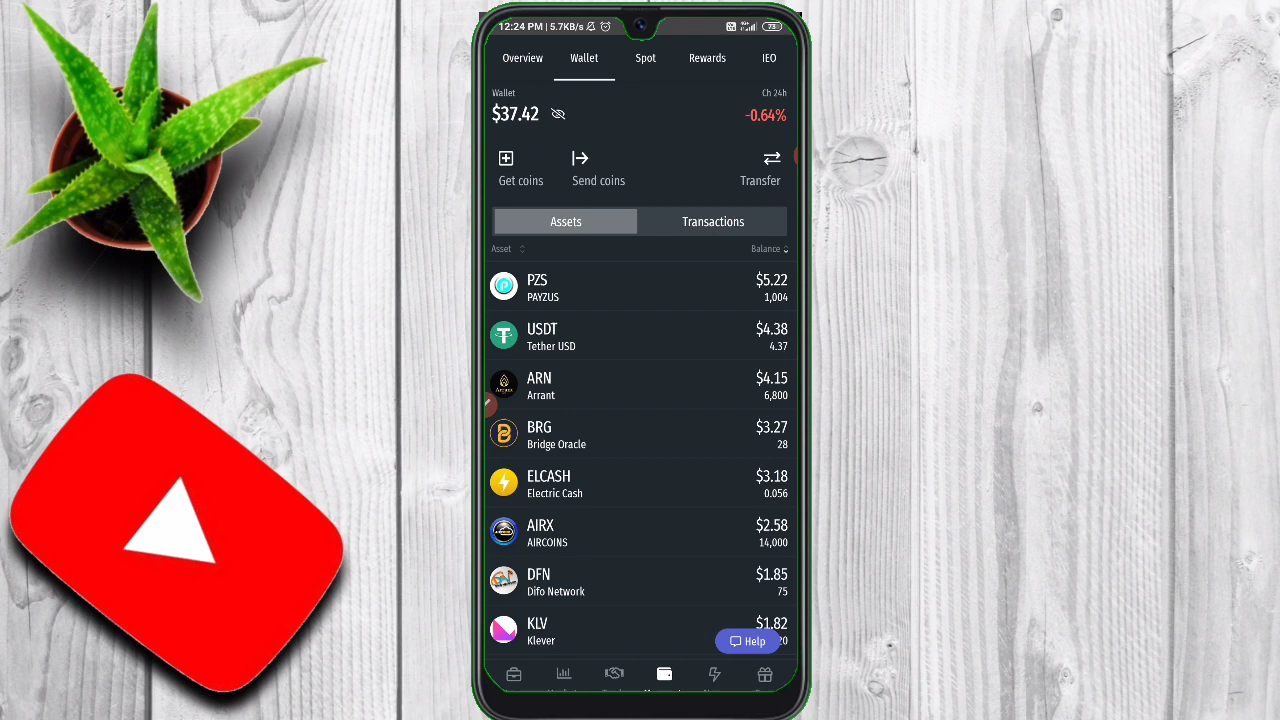 12:24 PM | 5.7KB/s
73
Overview Wallet Spot Rewards IEO
Wallet Ch 24h
$37.42 -0.64%
Get coins Send coins Transfer
Assets Transactions
Asset Balance
PZS $5.22
PAYZUS 1,004
USDT $4.38
Tether USD 4.37
ARN $4.15
Arrant 6,800
BRG $3.27
Bridge Oracle 28
ELCASH $3.18
Electric Cash 0.056
AIRX $2.58
AIRCOINS 14,000
DFN $1.85
Difo Network 75
KLV $1.82
Klever 20
Help